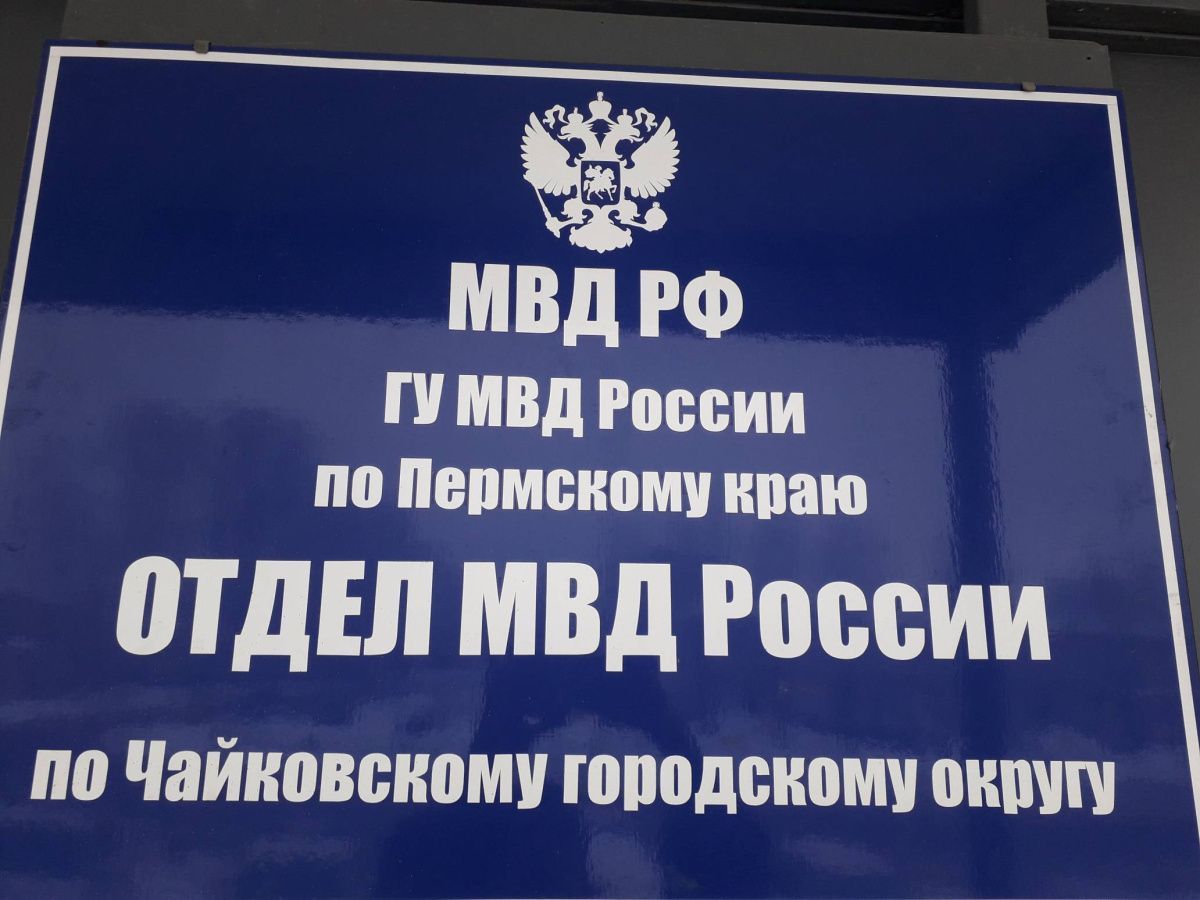 МВД РФ
ГУ МВД России
по Пермскому краю
ОТДЕЛ МВД России
по Чайковскому городскому округу